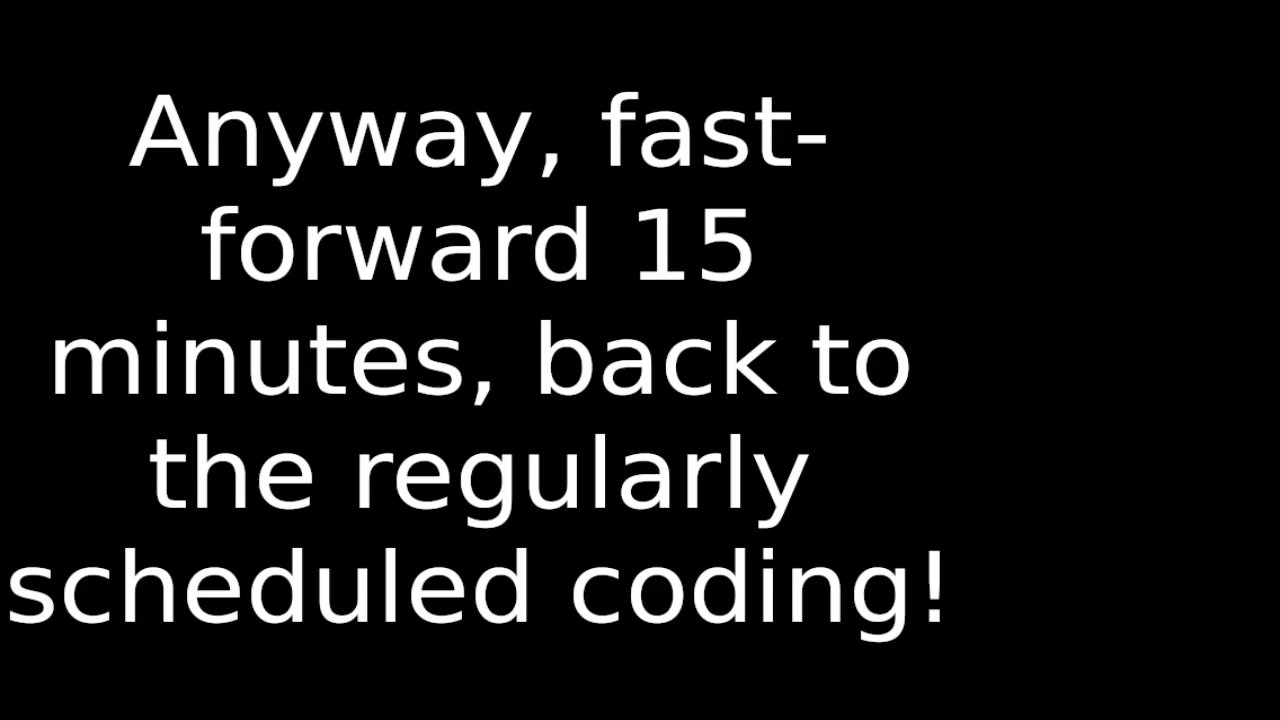 Anyway, fast-
forward 15
minutes, back to
the regularly
scheduled coding!